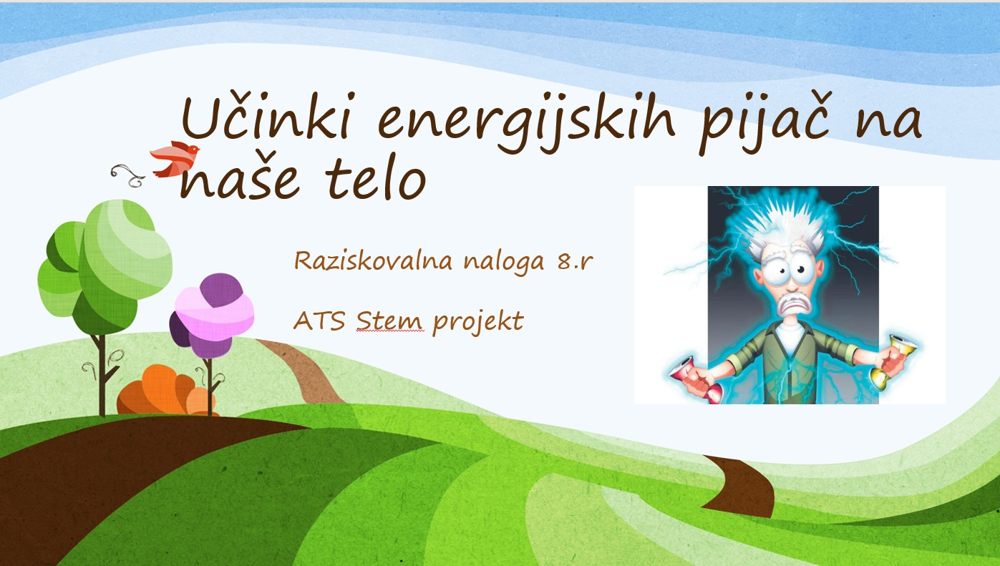 Učinki energijskih pijač na
naše telo
Raziskovalna naloga 8.r
ATS Stem projekt